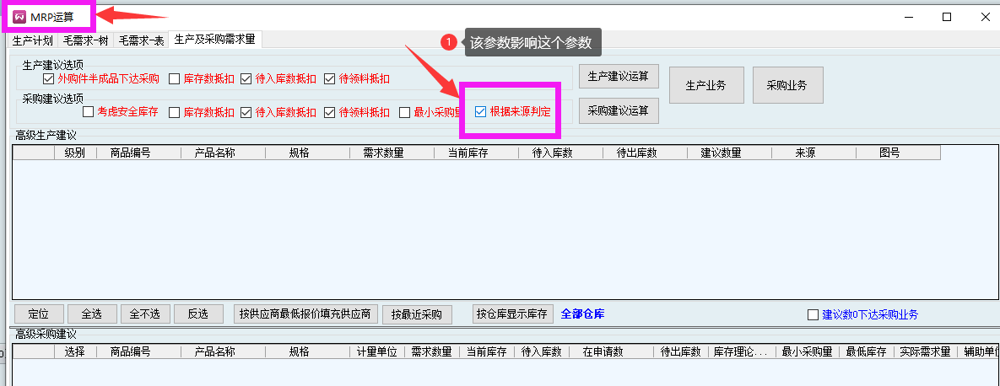 MRP运算
生产计划 毛需求-树 毛需求-表 生产及采购需求量
1 该参数影响这个参数
生产建议选项
外购件半成品下达采购 库存数抵扣 待入库数抵扣 待领料抵扣
生产建议运算
生产业务 采购业务
采购建议选项
考虑安全库存 库存数抵扣 待入库数抵扣 待领料抵扣 最小采购量 根据来源判定
采购建议运算
高级生产建议
级别 商品编号 产品名称 规格 需求数量 当前库存 待入库数 待出库数 建议数量 来源 图号
定位 全选 全不选 反选 按供应商最低报价填充供应商 按最近采购 按仓库显示库存 全部仓库 建议数0下达采购业务
高级采购建议
选择 商品编号 产品名称 规格 计量单位 需求数量 当前库存 待入库数 在申请数 待出库数 库存理论... 最小采购量 最低库存 实际需求量 辅助单位